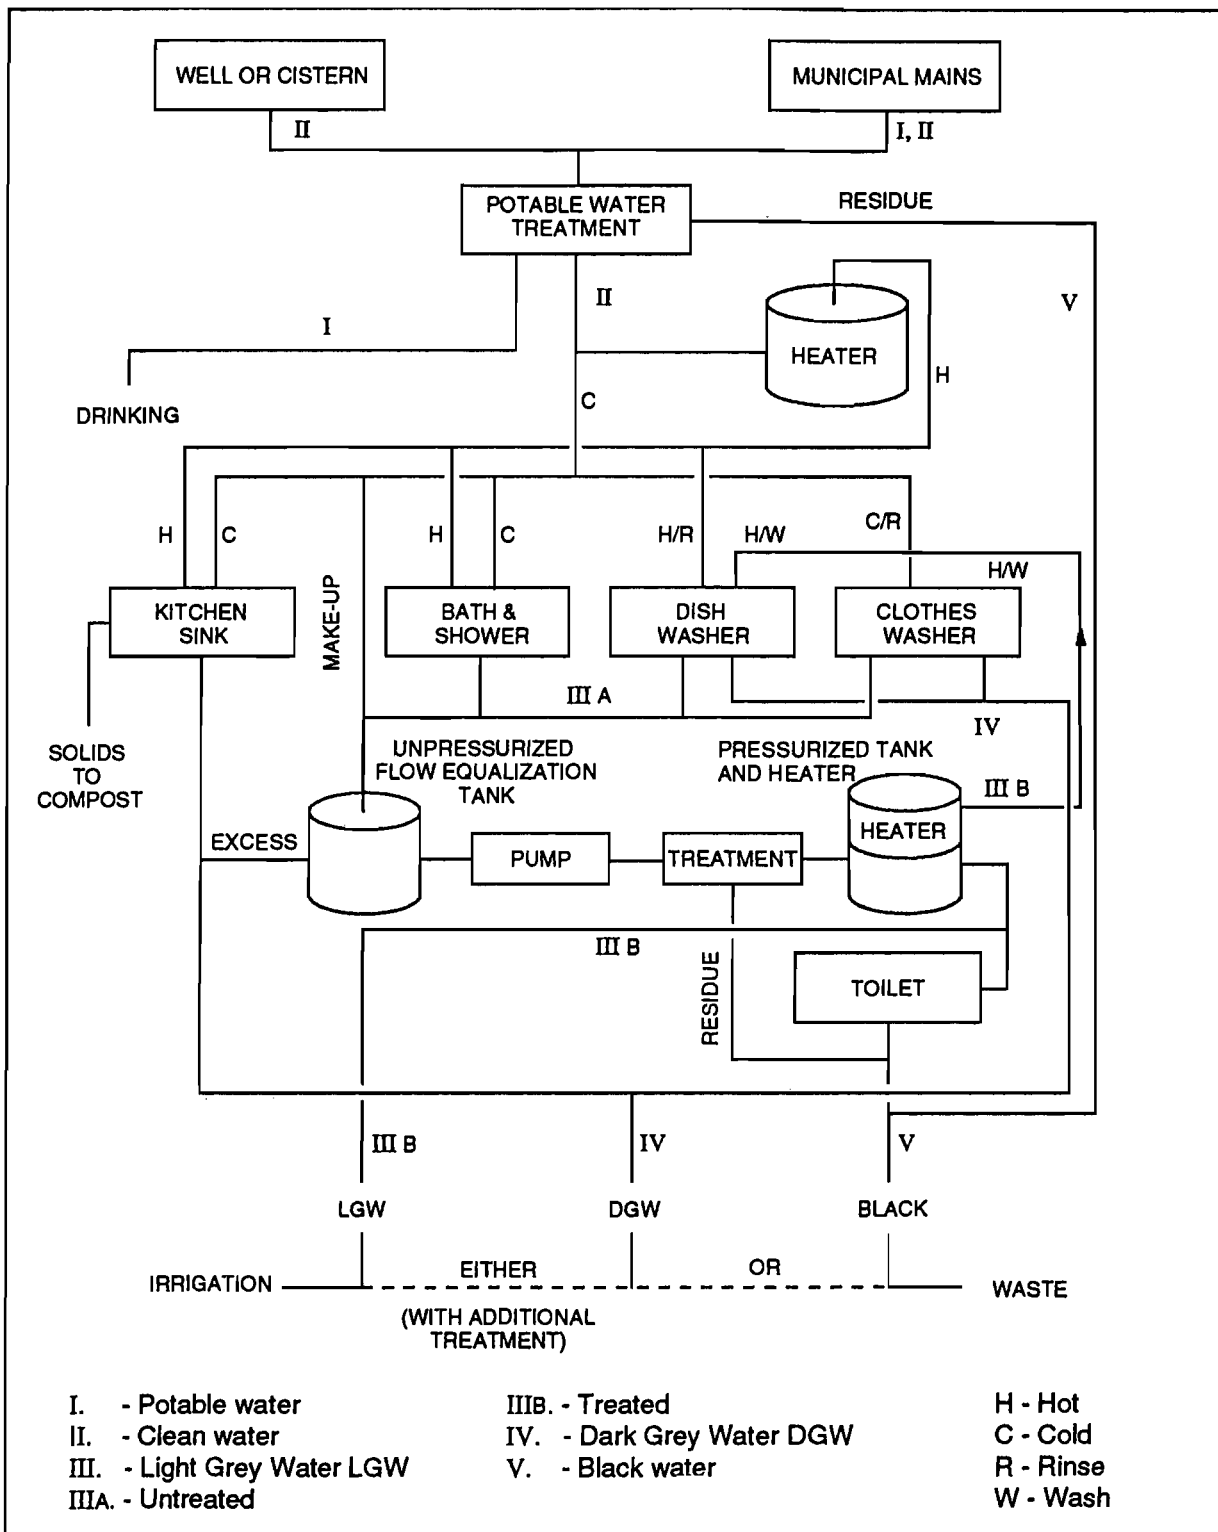 WELL OR CISTERN
MUNICIPAL MAINS
II
I, II
POTABLE WATER
TREATMENT
RESIDUE
II
V
I
HEATER
H
C
DRINKING
H
C
H
C
H/R
H/W
C/R
H/W
MAKE-UP
KITCHEN
SINK
BATH &
SHOWER
DISH
WASHER
CLOTHES
WASHER
III A
IV
SOLIDS
TO
COMPOST
UNPRESSURIZED
FLOW EQUALIZATION
TANK
PRESSURIZED TANK
AND HEATER
III B
EXCESS
HEATER
PUMP
TREATMENT
III B
RESIDUE
TOILET
III B
IV
V
LGW
DGW
BLACK
IRRIGATION
EITHER
OR
WASTE
(WITH ADDITIONAL
TREATMENT)
I. - Potable water
II. - Clean water
III. - Light Grey Water LGW
IIIA. - Untreated
IIIB. - Treated
IV. - Dark Grey Water DGW
V. - Black water
H - Hot
C - Cold
R - Rinse
W - Wash